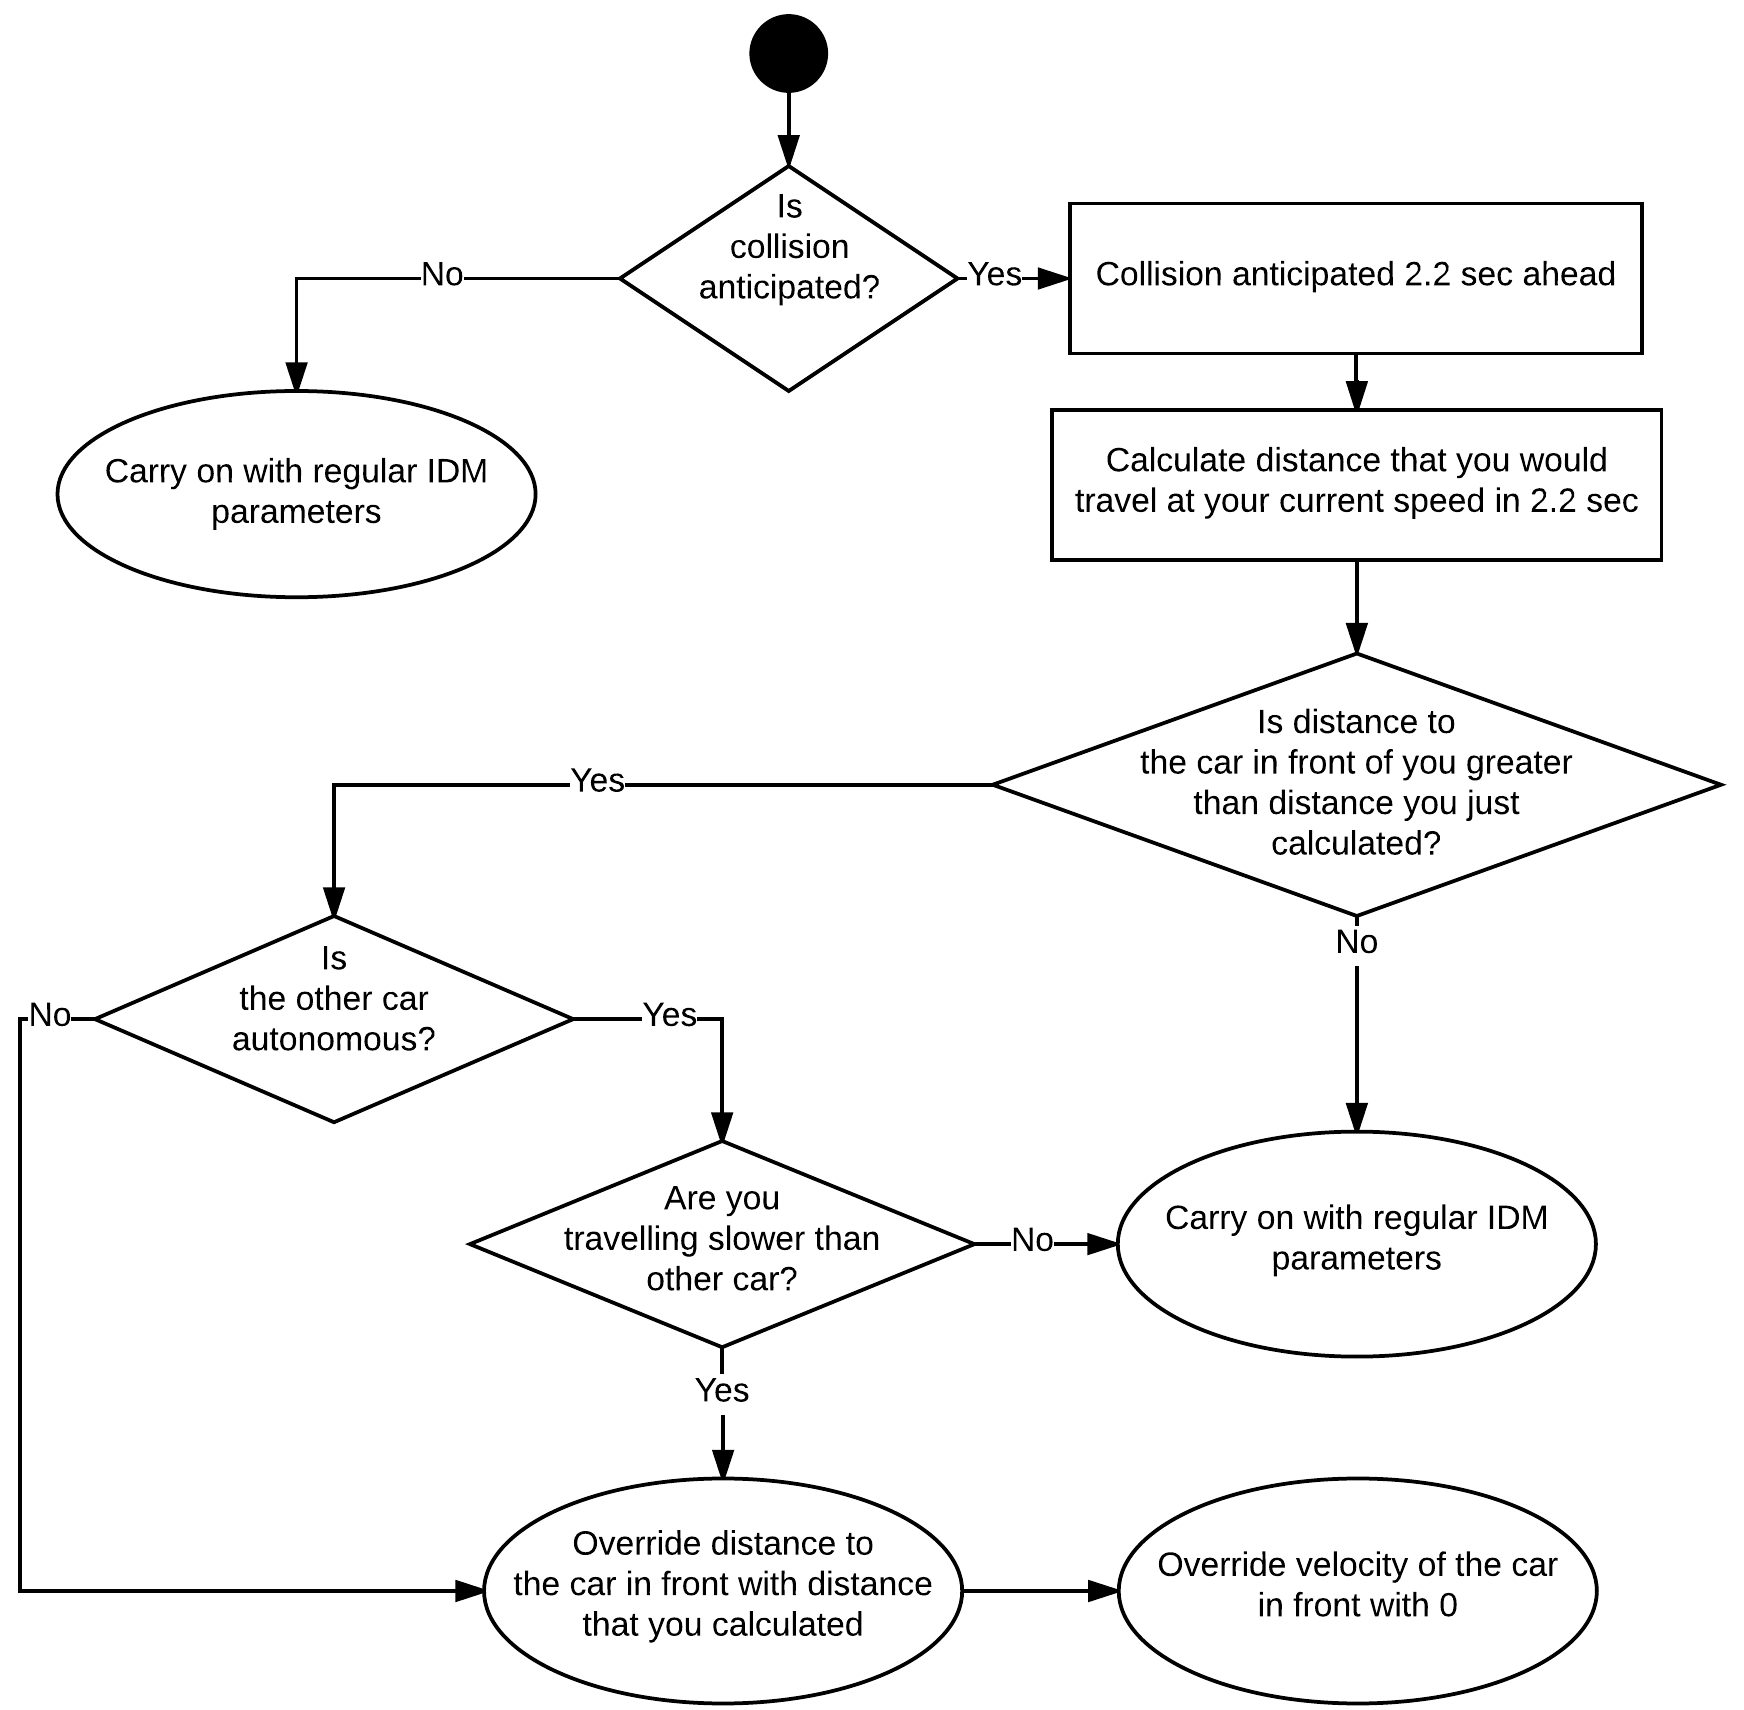 Is
collision
anticipated?
No
Yes
Collision anticipated 2.2 sec ahead
Carry on with regular IDM
parameters
Calculate distance that you would
travel at your current speed in 2.2 sec
Is distance to
the car in front of you greater
than distance you just
calculated?
Yes
No
Is
the other car
autonomous?
No
Yes
Are you
travelling slower than
other car?
No
Yes
Carry on with regular IDM
parameters
Override distance to
the car in front with distance
that you calculated
Override velocity of the car
in front with 0